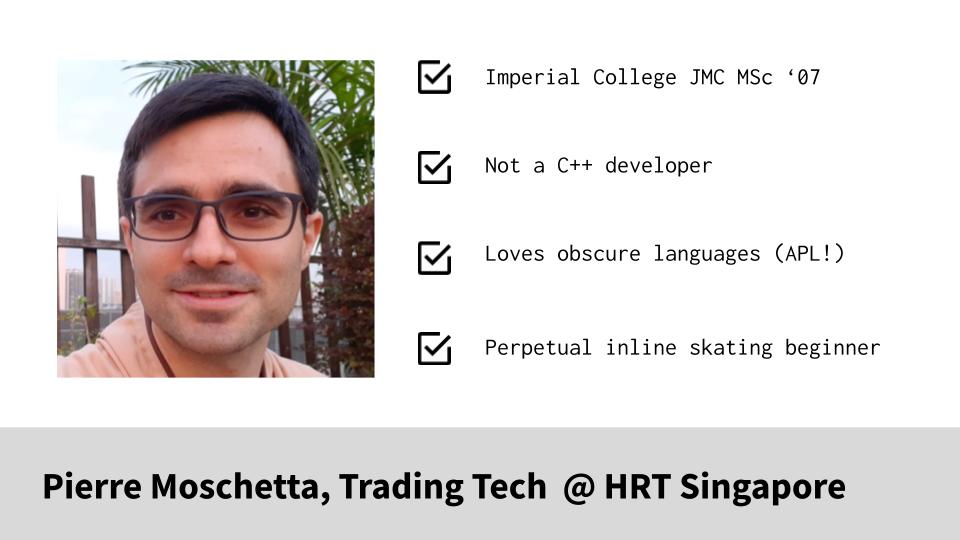 Imperial College JMC MSc ‘07
Not a C++ developer
Loves obscure languages (APL!)
Perpetual inline skating beginner
Pierre Moschetta, Trading Tech @ HRT Singapore